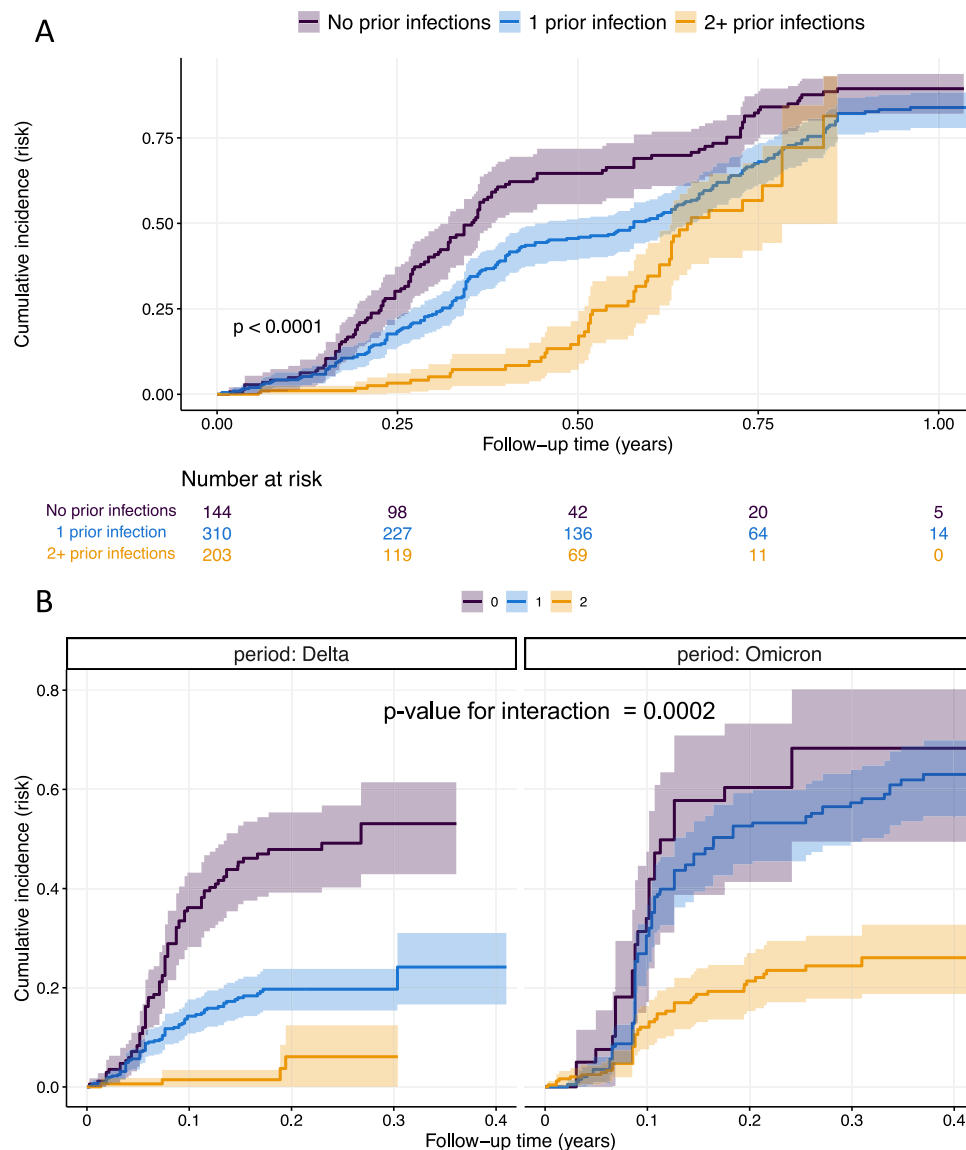 A
No prior infections 1 prior infection 2+ prior infections
Cumulative incidence (risk)
0.75
0.50
0.25
0.00
p < 0.0001
0.00 0.25 0.50 0.75 1.00
Follow−up time (years)
Number at risk
No prior infections 144 98 42 20 5
1 prior infection 310 227 136 64 14
2+ prior infections 203 119 69 11 0
B
0 1 2
period: Delta period: Omicron
p-value for interaction = 0.0002
Cumulative incidence (risk)
0.8
0.6
0.4
0.2
0.0
0 0.1 0.2 0.3 0.4 0 0.1 0.2 0.3 0.4
Follow−up time (years)